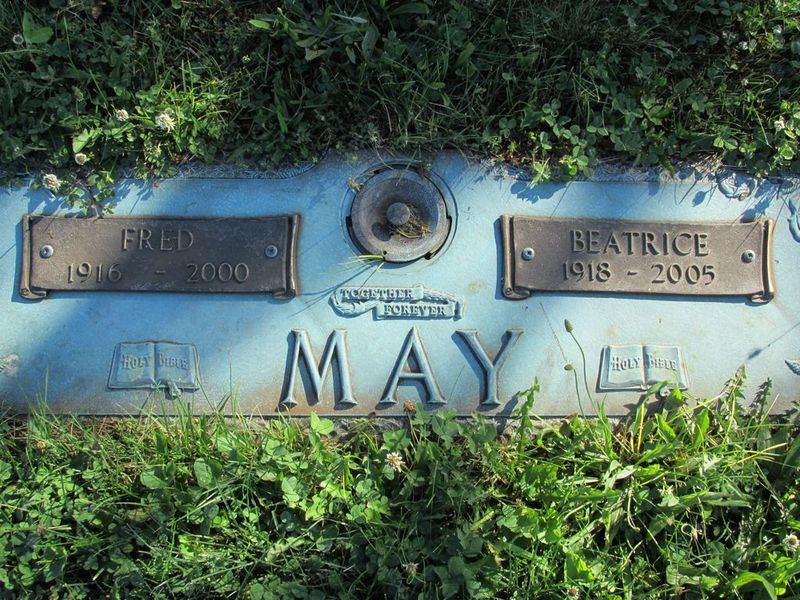 FRED
1916 - 2000
BEATRICE
1918 - 2005
TOGETHER
FOREVER
HOLY BIBLE
MAY
HOLY BIBLE